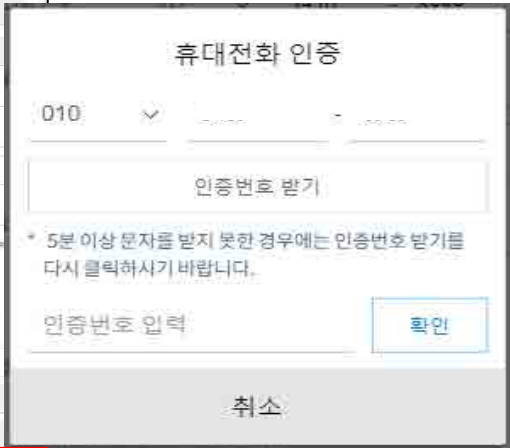 휴대전화 인증
010 -
인증번호 받기
* 5분 이상 문자를 받지 못한 경우에는 인증번호 받기를
다시 클릭하시기 바랍니다.
인증번호 입력 확인
취소